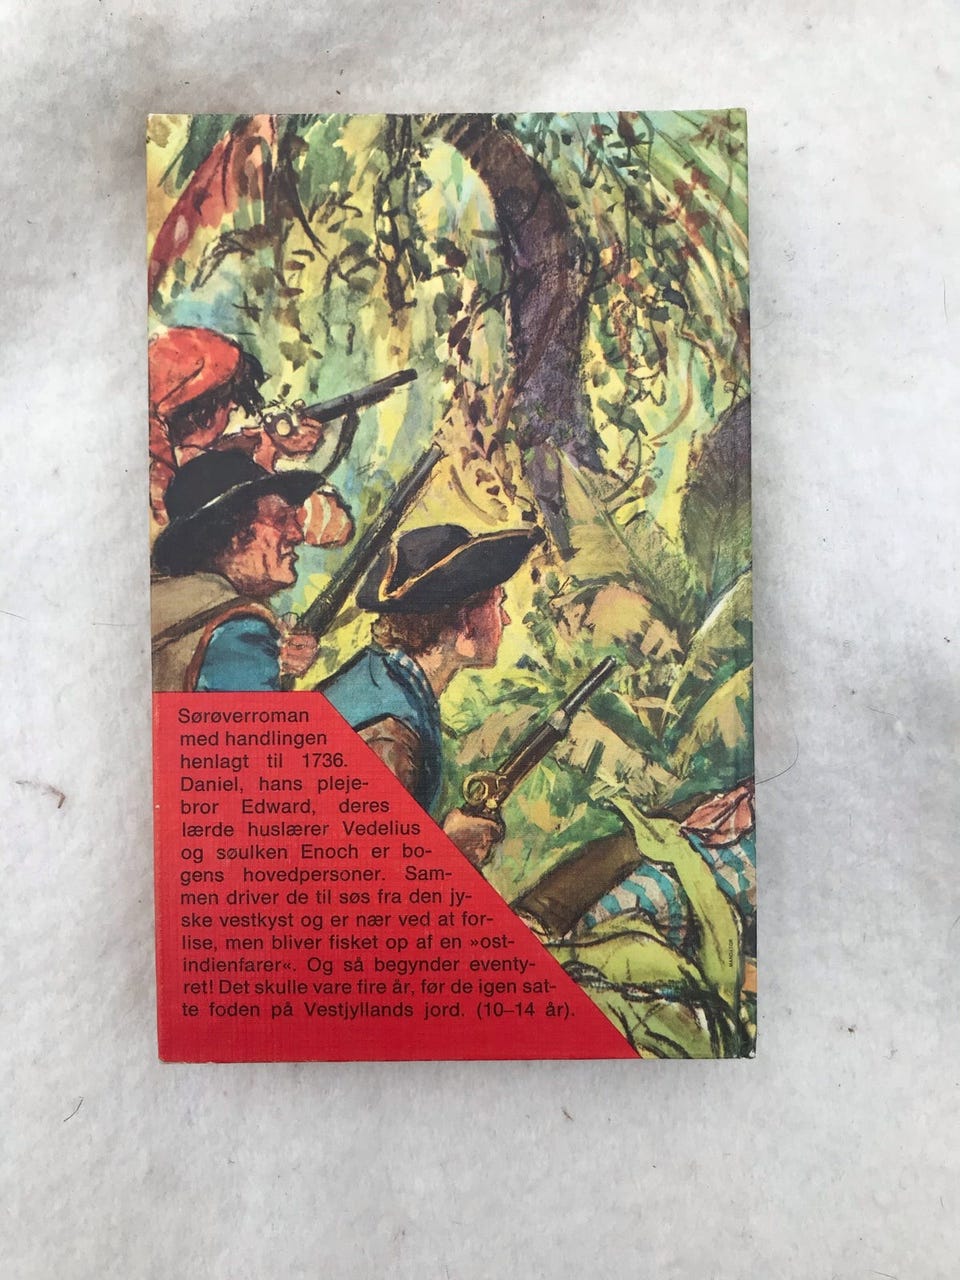 Sørøverroman
med handlingen
henlagt til 1736.
Daniel, hans pleje-
bror Edward, deres
lærde huslærer Vedelius
og søulken Enoch er bo-
gens hovedpersoner. Sam-
men driver de til søs fra den jy-
ske vestkyst og er nær ved at for-
lise, men bliver fisket op af en »ost-
indienfarer«. Og så begynder eventy-
ret! Det skulle vare fire år, før de igen sat-
te foden på Vestjyllands jord. (10–14 år).